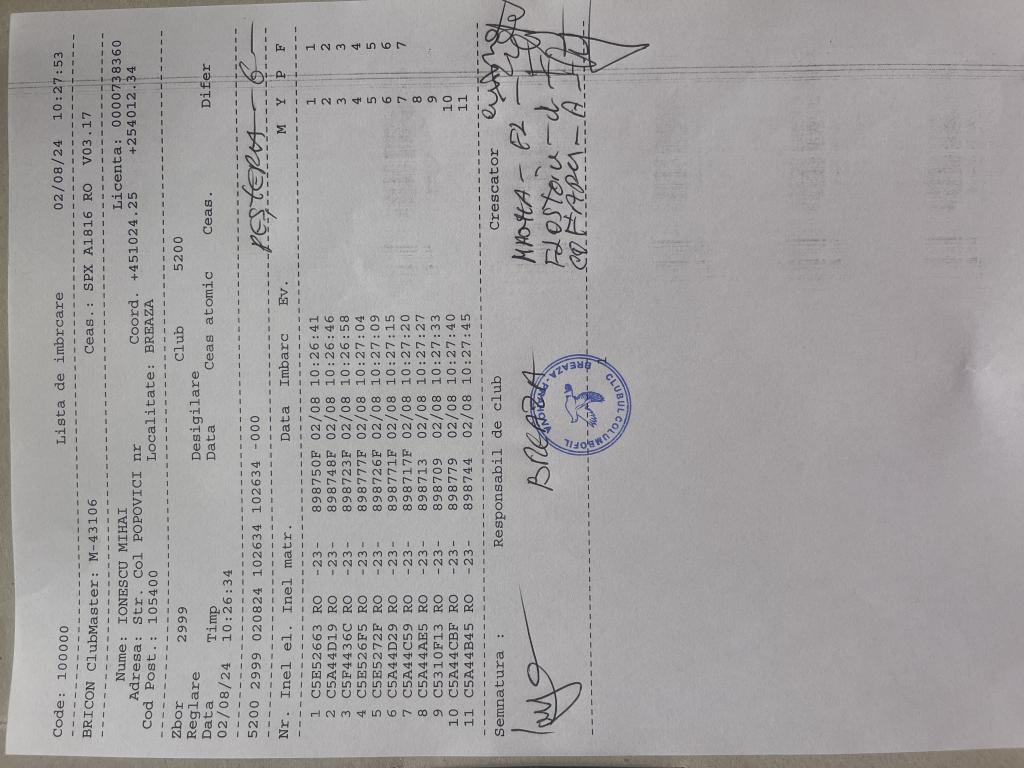 Code: 100000 Lista de imbrcare 02/08/24 10:27:53
BRICON ClubMaster: M-43106 Ceas.: SPX A1816 RO V03.17
Nume: IONESCU MIHAI Licenta: 0000738360
Adresa: Str. Col POPOVICI nr Coord. +451024.25 +254012.34
Cod Post.: 105400 Localitate: BREAZA
Zbor 2999 Club 5200
Reglare Desigilare
Data Timp Data Ceas atomic Ceas. Difer
02/08/24 10:26:34
5200 2999 020824 102634 102634 -000 PESTERA — 6
Nr. Inel el. Inel matr. Data Imbarc Ev. M Y P F
1 C5E52663 RO -23- 898750F 02/08 10:26:41 1 1
2 C5A44D19 RO -23- 898748F 02/08 10:26:46 2 2
3 C5F4436C RO -23- 898723F 02/08 10:26:58 3 3
4 C5E526F5 RO -23- 898777F 02/08 10:27:04 4 4
5 C5E5272F RO -23- 898726F 02/08 10:27:09 5 5
6 C5A44D29 RO -23- 898771F 02/08 10:27:15 6 6
7 C5A44C59 RO -23- 898717F 02/08 10:27:20 7 7
8 C5A44AE5 RO -23- 898713 02/08 10:27:27 8
9 C5310F13 RO -23- 898709 02/08 10:27:33 9
10 C5A44CBF RO -23- 898779 02/08 10:27:40 10
11 C5A44B45 RO -23- 898744 02/08 10:27:45 11
Semnatura : Responsabil de club Crescator
BREAZA
CLUBUL COLUMBOFIL
BREAZA